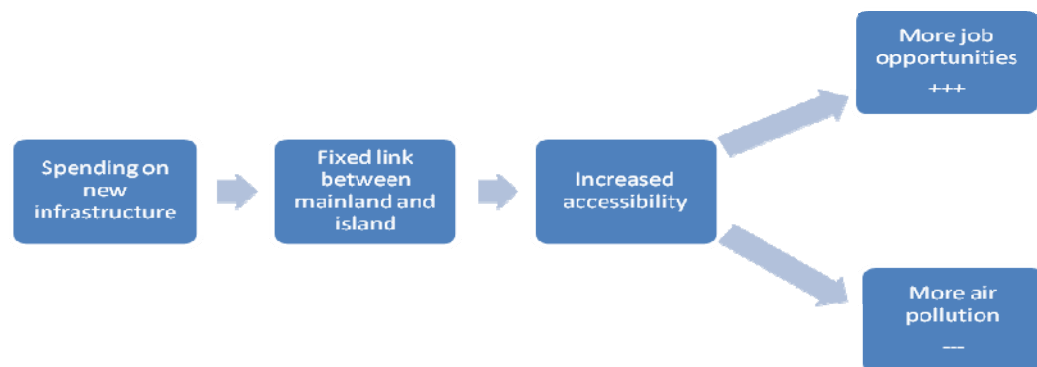 Spending on
new
infrastructure
Fixed link
between
mainland and
island
Increased
accessibility
More job
opportunities
+++
More air
pollution
---